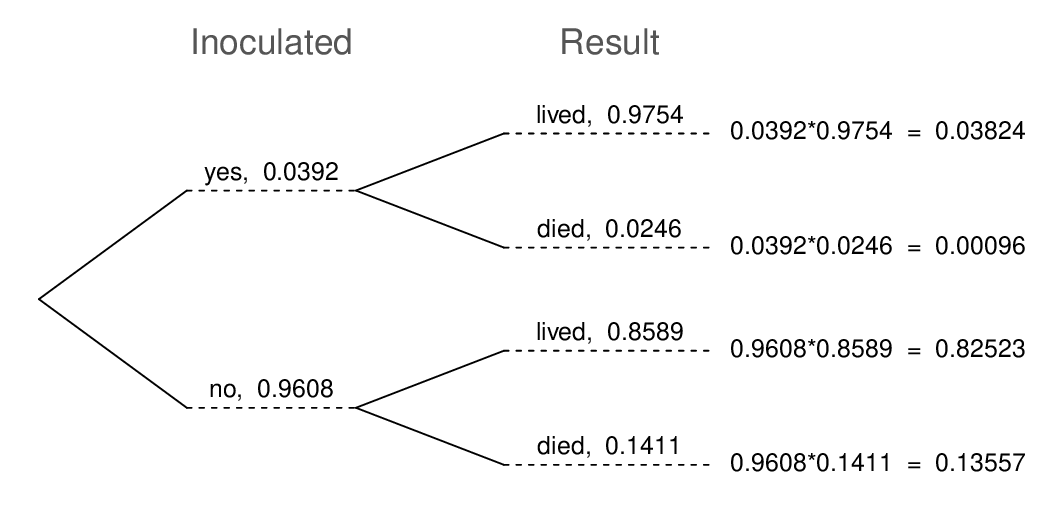 Inoculated Result
lived, 0.9754 0.0392*0.9754 = 0.03824
yes, 0.0392
died, 0.0246 0.0392*0.0246 = 0.00096
lived, 0.8589 0.9608*0.8589 = 0.82523
no, 0.9608
died, 0.1411 0.9608*0.1411 = 0.13557